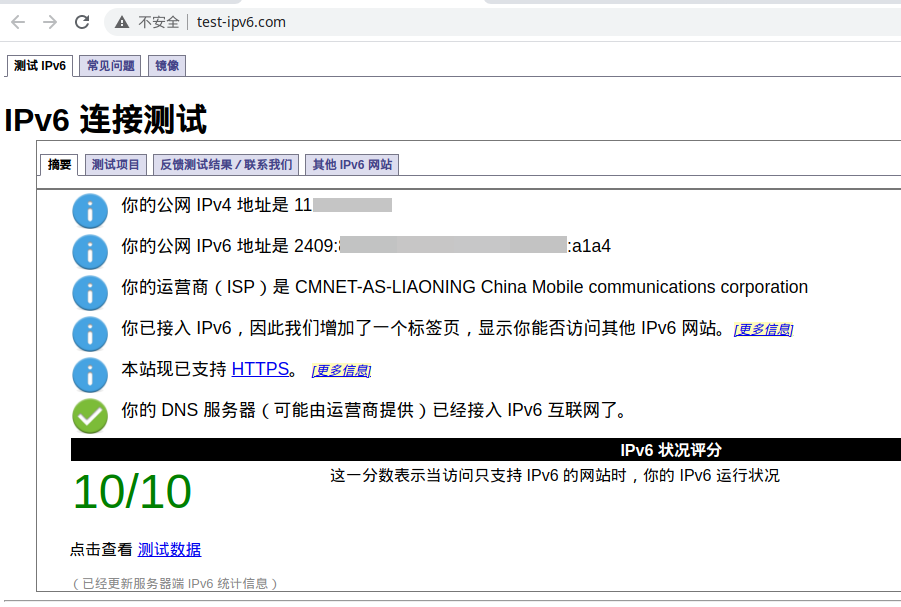 不安全 | test-ipv6.com
测试 IPv6 常见问题 镜像
IPv6 连接测试
摘要 测试项目 反馈测试结果 / 联系我们 其他 IPv6 网站
你的公网 IPv4 地址是 11
你的公网 IPv6 地址是 2409: :a1a4
你的运营商（ISP）是 CMNET-AS-LIAONING China Mobile communications corporation
你已接入 IPv6，因此我们增加了一个标签页，显示你能否访问其他 IPv6 网站。 [更多信息]
本站现已支持 HTTPS。 [更多信息]
你的 DNS 服务器（可能由运营商提供）已经接入 IPv6 互联网了。
IPv6 状况评分
10/10 这一分数表示当访问只支持 IPv6 的网站时，你的 IPv6 运行状况
点击查看 测试数据
（已经更新服务器端 IPv6 统计信息）